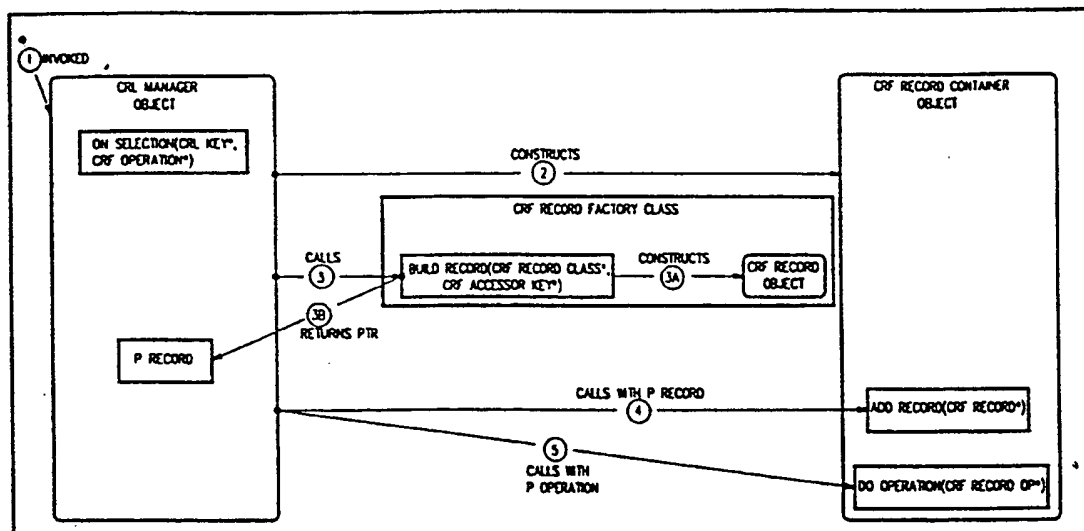 1 INVOKED
CRL MANAGER
OBJECT
ON SELECTION(CRL KEY*,
CRF OPERATION*)
CRF RECORD CONTAINER
OBJECT
CONSTRUCTS
2
CRF RECORD FACTORY CLASS
CALLS
3
BUILD RECORD(CRF RECORD CLASS*,
CRF ACCESSOR KEY*)
CONSTRUCTS
3A
CRF RECORD
OBJECT
3B
RETURNS PTR
P RECORD
CALLS WITH P RECORD
4
ADD RECORD(CRF RECORD*)
5
CALLS WITH
P OPERATION
DO OPERATION(CRF RECORD OP*)